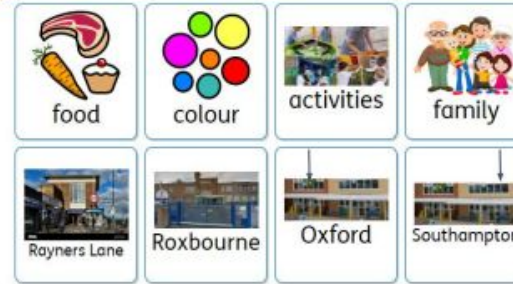 food
colour
activities
family
Rayners Lane
Roxbourne
Oxford
Southampton